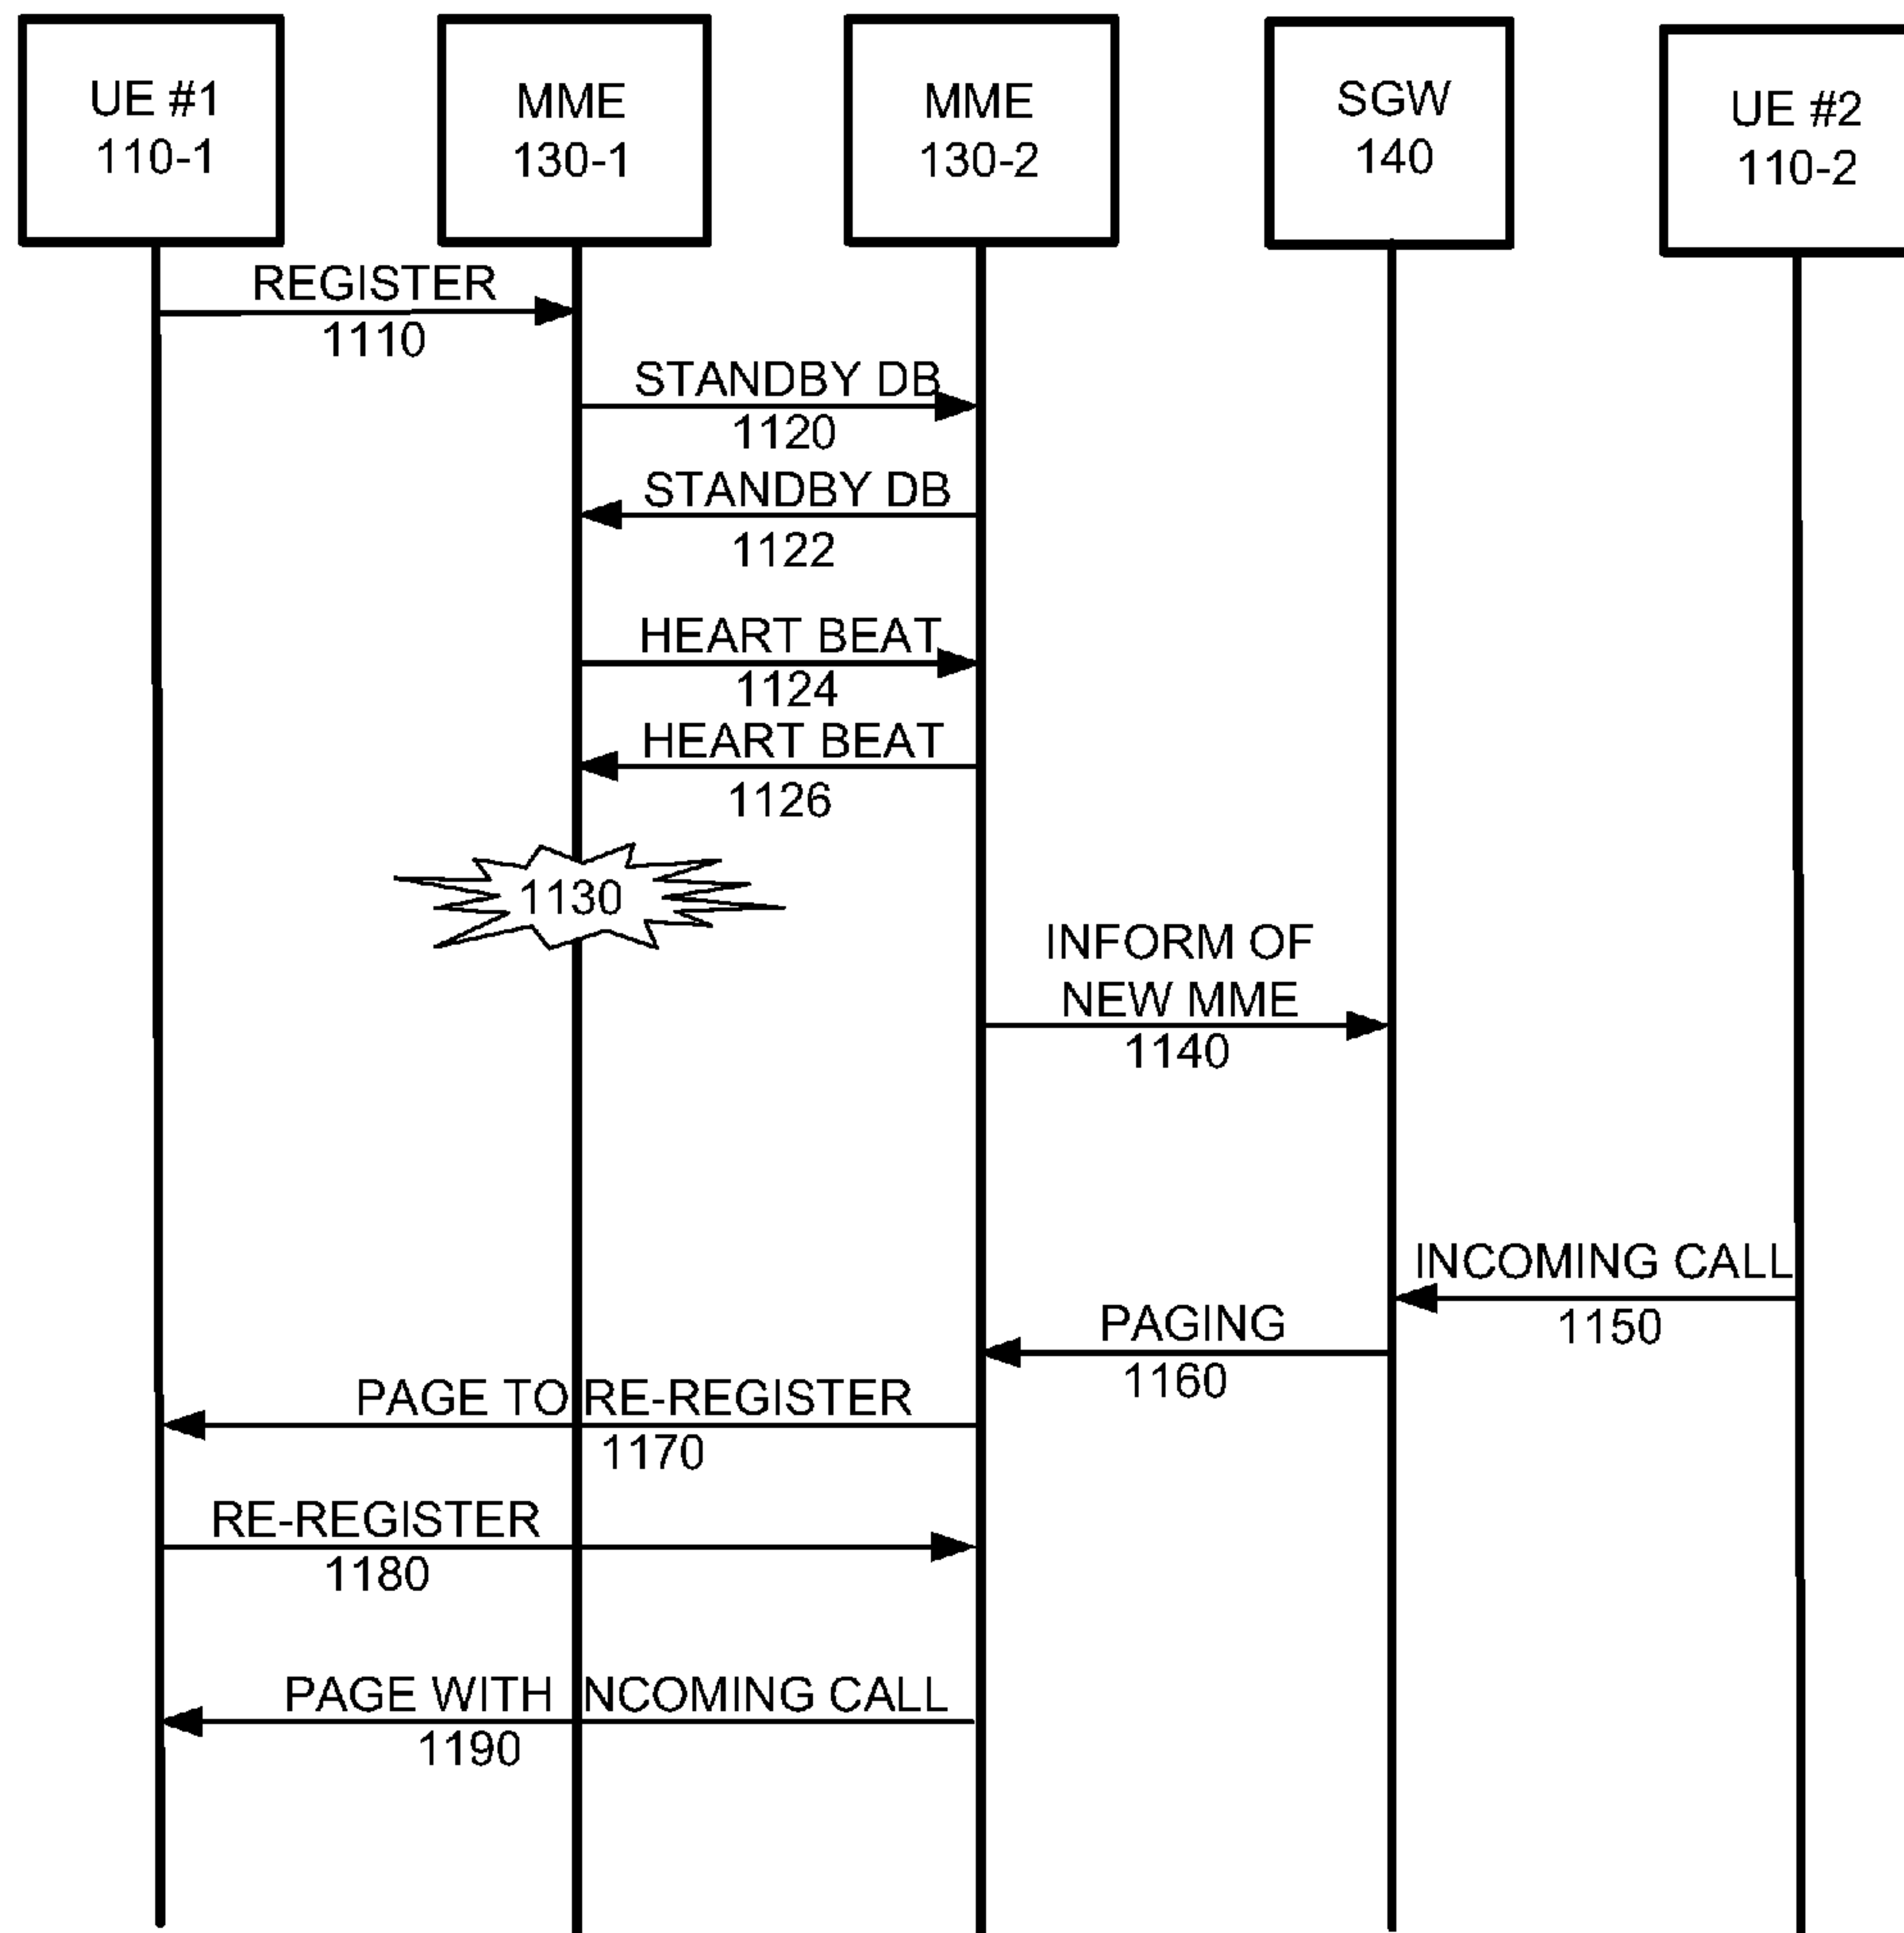 UE #1
110-1
MME
130-1
MME
130-2
SGW
140
UE #2
110-2
REGISTER
1110
STANDBY DB
1120
STANDBY DB
1122
HEART BEAT
1124
HEART BEAT
1126
1130
INFORM OF
NEW MME
1140
INCOMING CALL
1150
PAGING
1160
PAGE TO RE-REGISTER
1170
RE-REGISTER
1180
PAGE WITH INCOMING CALL
1190